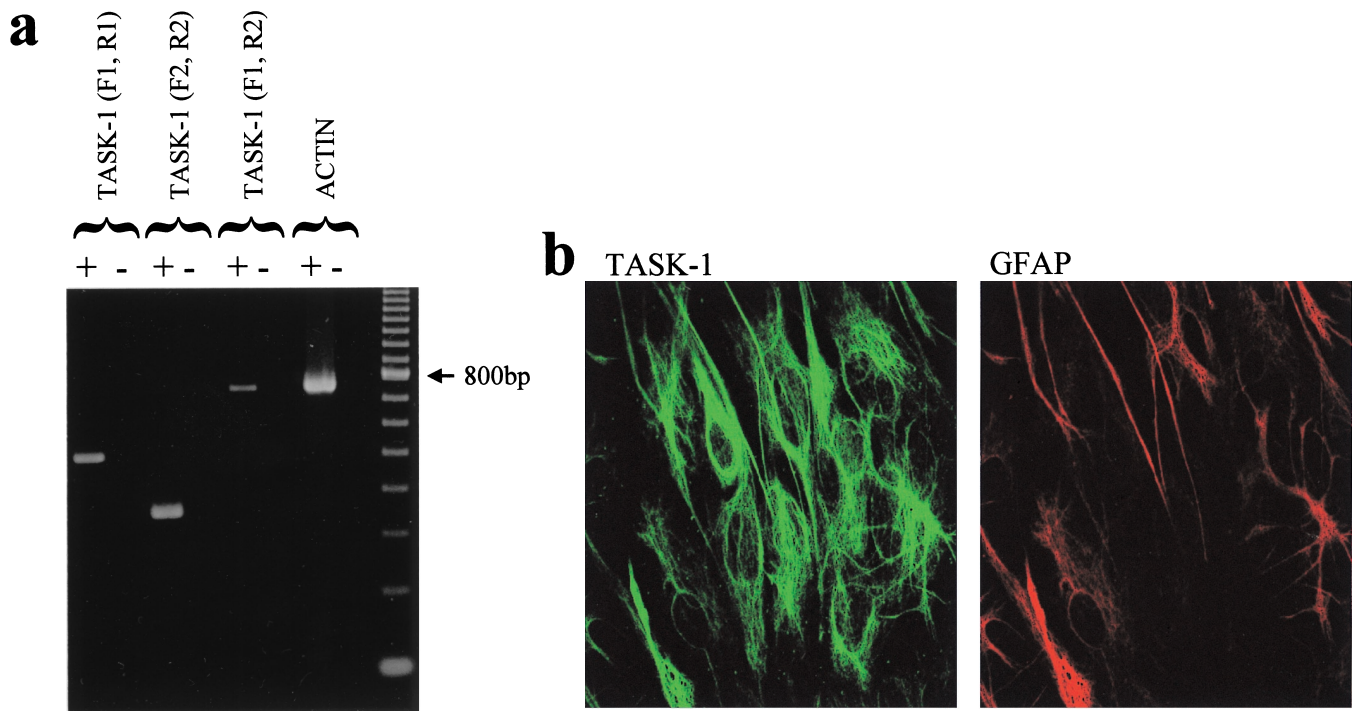 a
TASK-1 (F1, R1)
TASK-1 (F2, R2)
TASK-1 (F1, R2)
ACTIN
+ - + - + - + -
800bp
b
TASK-1
GFAP